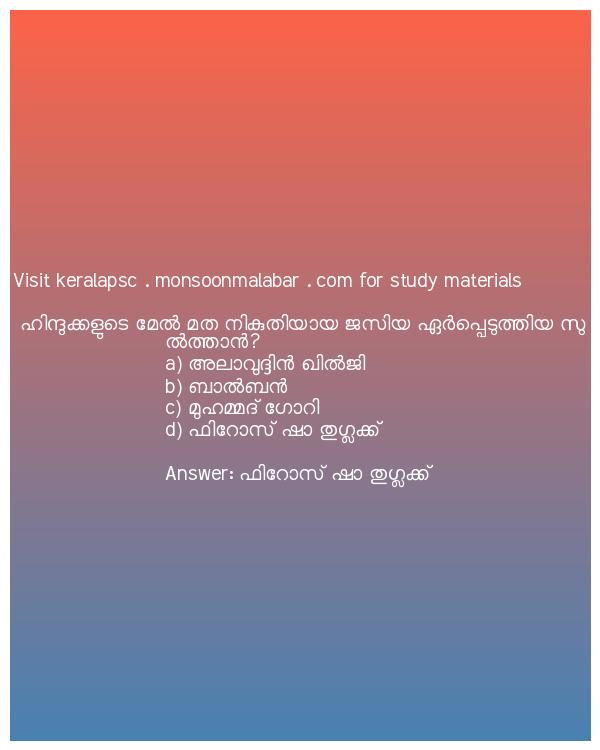 Visit keralapsc . monsoonmalabar . com for study materials
ഹിന്ദുക്കളുടെ മേൽ മത നികുതിയായ ജസിയ ഏർപ്പെടുത്തിയ സു
ൽത്താൻ?
a) അലാവുദ്ദിൻ ഖിൽജി
b) ബാൽബൻ
c) മുഹമ്മദ് ഗോറി
d) ഫിറോസ് ഷാ തുഗ്ലക്ക്
Answer: ഫിറോസ് ഷാ തുഗ്ലക്ക്